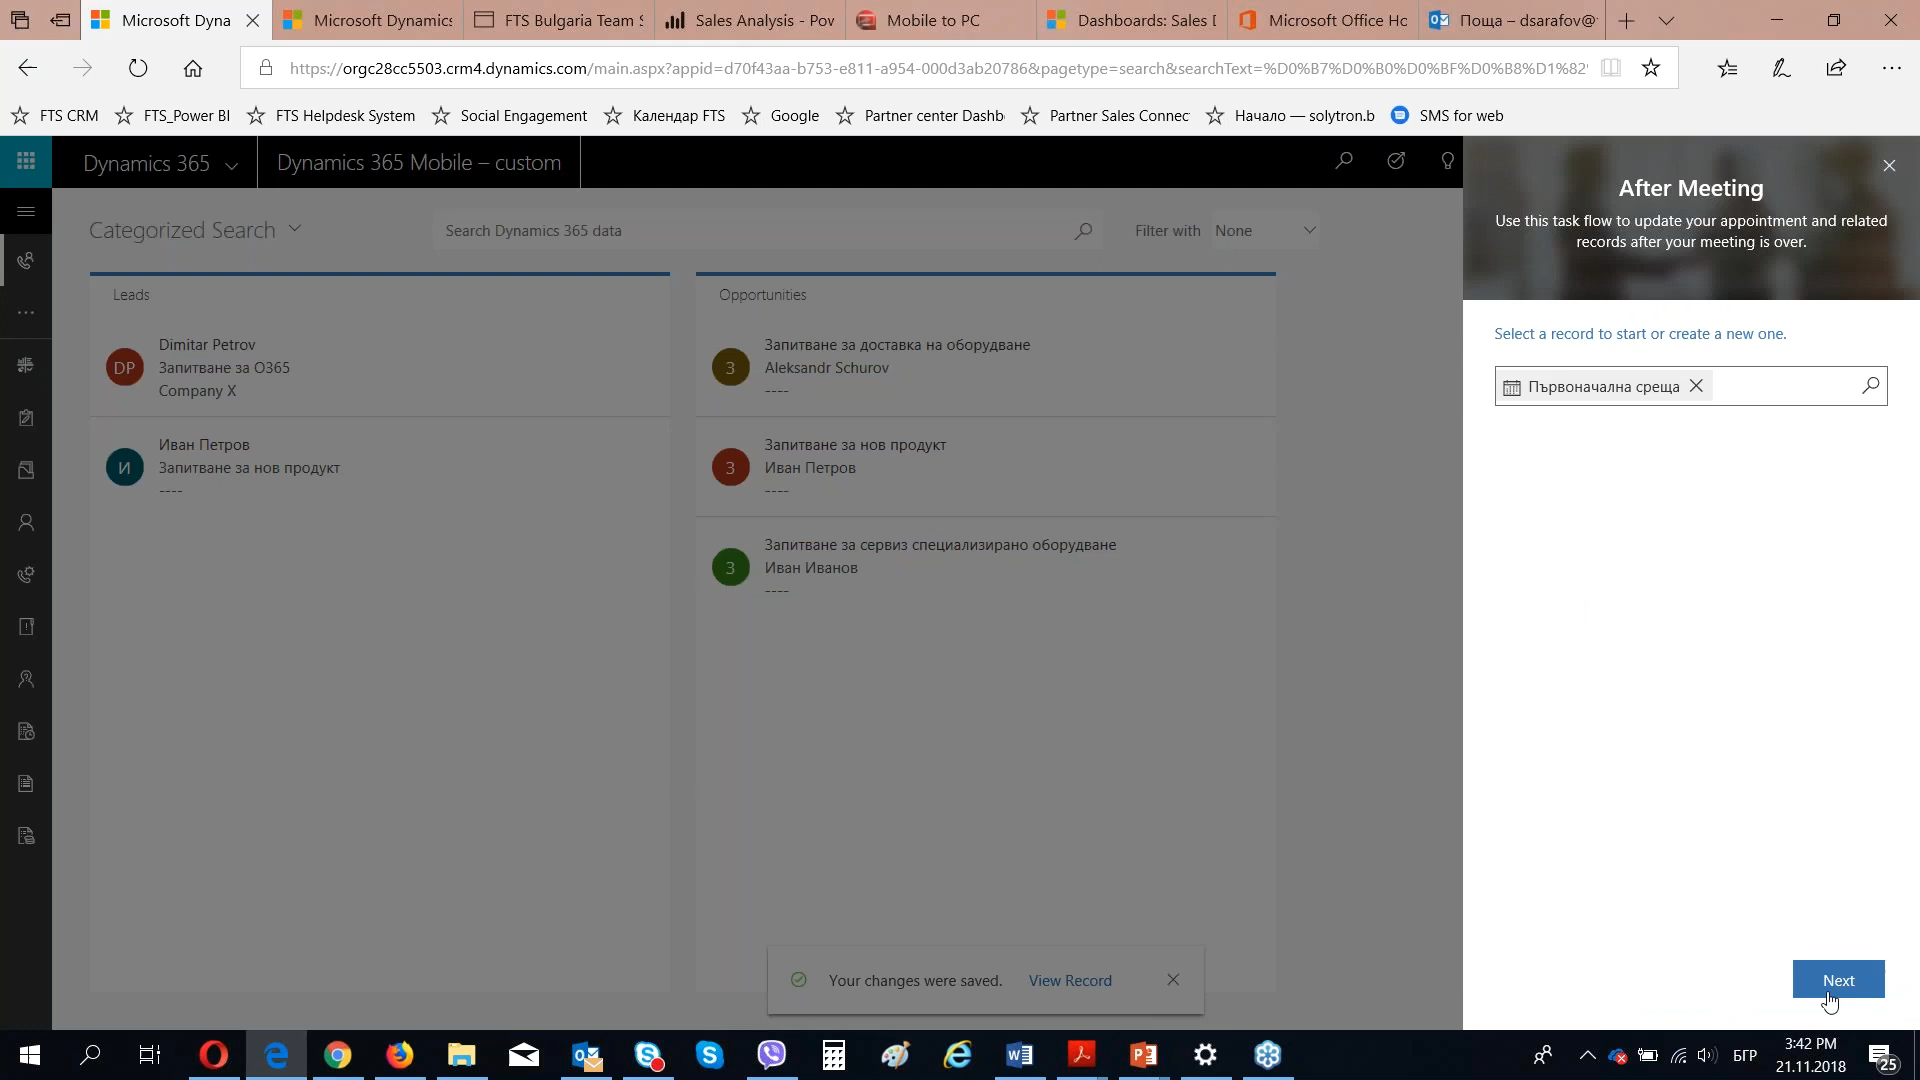 Microsoft Dyna
Microsoft Dynamics
FTS Bulgaria Team S
Sales Analysis - Pow
Mobile to PC
Dashboards: Sales D
Microsoft Office Ho
Поща – dsarafov@
https://orgc28cc5503.crm4.dynamics.com/main.aspx?appid=d70f43aa-b753-e811-a954-000d3ab20786&pagetype=search&searchText=%D0%B7%D0%B0%D0%BF%D0%B8%D1%82%
FTS CRM
FTS_Power BI
FTS Helpdesk System
Social Engagement
Календар FTS
Google
Partner center Dashb
Partner Sales Connec
Начало — solytron.b
SMS for web
Dynamics 365
Dynamics 365 Mobile – custom
Categorized Search
Search Dynamics 365 data
Filter with
None
Leads
DP
Dimitar Petrov
Запитване за О365
Company X
И
Иван Петров
Запитване за нов продукт
----
Opportunities
З
Запитване за доставка на оборудване
Aleksandr Schurov
----
З
Запитване за нов продукт
Иван Петров
----
З
Запитване за сервиз специализирано оборудване
Иван Иванов
----
Your changes were saved.
View Record
After Meeting
Use this task flow to update your appointment and related
records after your meeting is over.
Select a record to start or create a new one.
Първоначална среща
Next
БГР
3:42 PM
21.11.2018
25